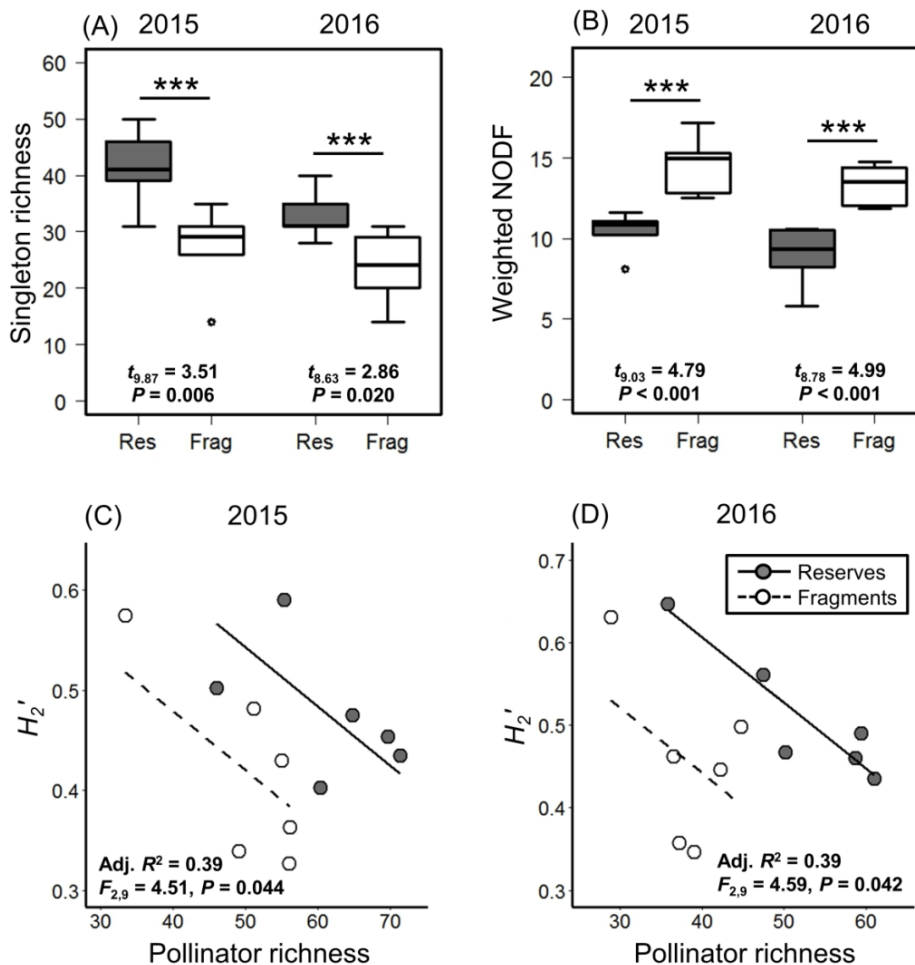 (A) 2015 2016
60
50
40
30
20
10
0
Singleton richness
***
***
t9.87 = 3.51
P = 0.006
t8.63 = 2.86
P = 0.020
Res Frag Res Frag
(B) 2015 2016
20
15
10
5
0
Weighted NODF
***
***
t9.03 = 4.79
P < 0.001
t8.78 = 4.99
P < 0.001
Res Frag Res Frag
(C) 2015
0.6
0.5
0.4
0.3
H2'
Adj. R² = 0.39
F2,9 = 4.51, P = 0.044
30 40 50 60 70
Pollinator richness
(D) 2016
0.7
0.6
0.5
0.4
0.3
H2'
Reserves
Fragments
Adj. R² = 0.39
F2,9 = 4.59, P = 0.042
30 40 50 60
Pollinator richness